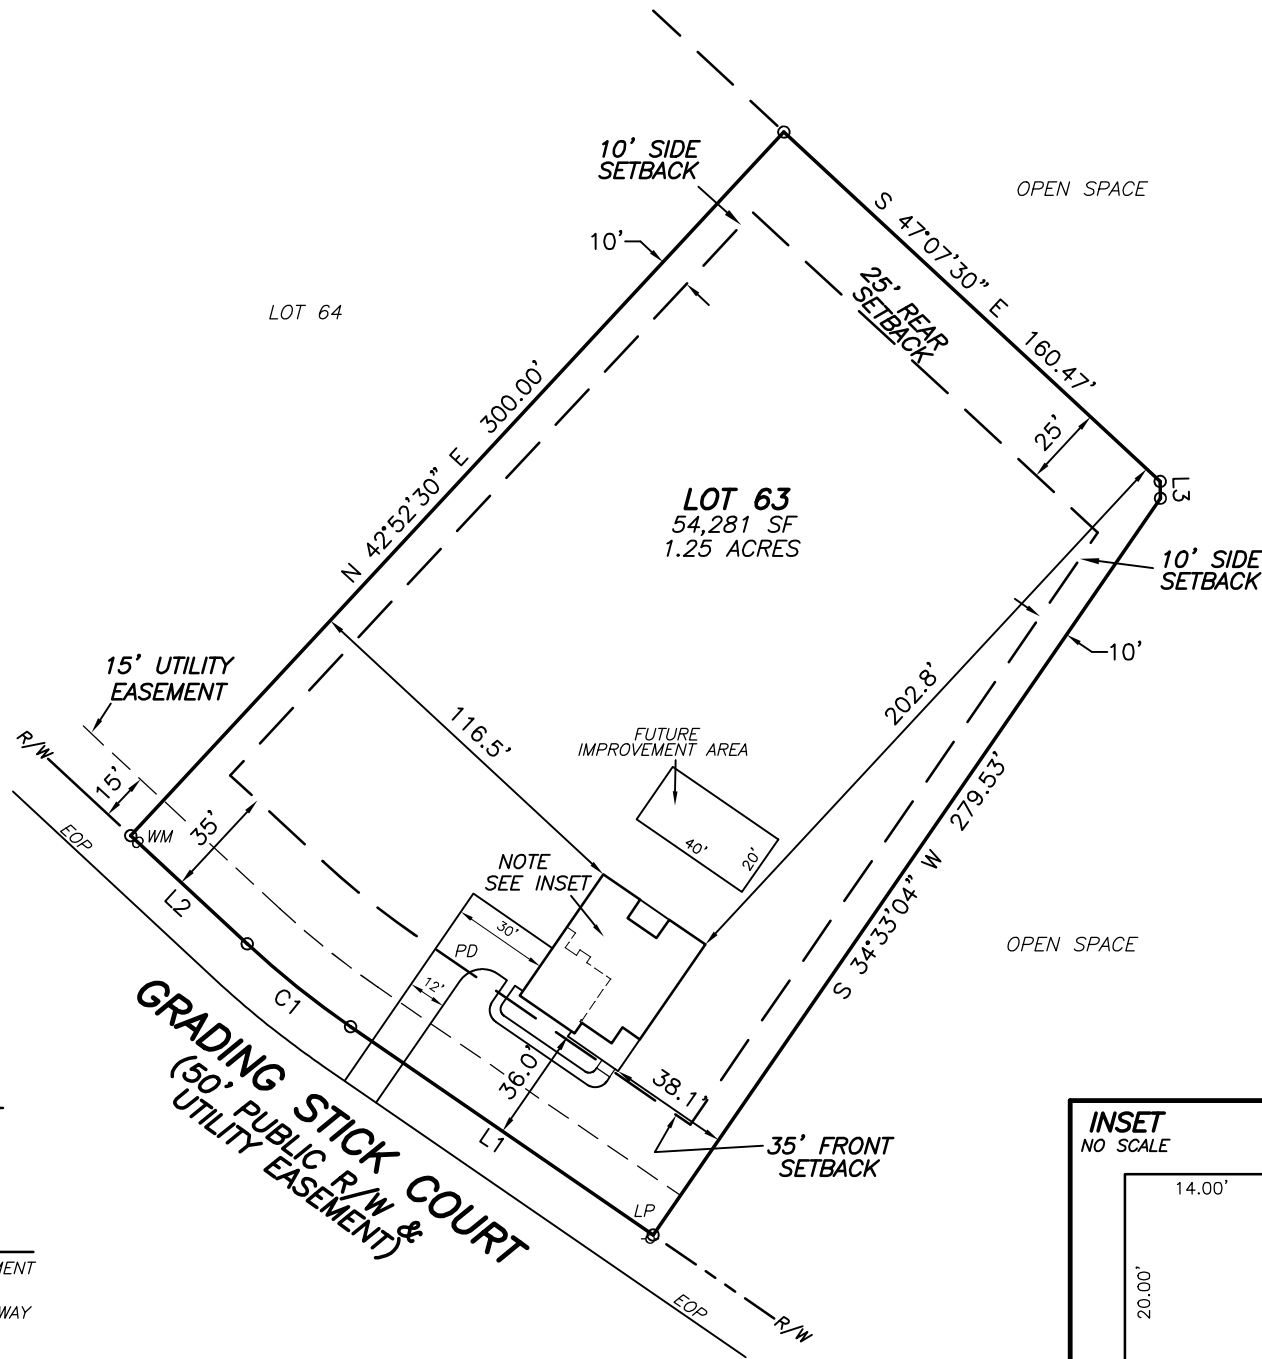 10' SIDE
SETBACK
OPEN SPACE
10'
S 47°07'30" E 160.47'
25' REAR
SETBACK
LOT 64
N 42°52'30" E 300.00'
25'
L3
LOT 63
54,281 SF
1.25 ACRES
10' SIDE
SETBACK
10'
15' UTILITY
EASEMENT
202.8'
116.5'
FUTURE
IMPROVEMENT AREA
R/W
15'
S 34°33'04" W 279.53'
EOP
WM
35'
40'
20'
NOTE
SEE INSET
L2
30'
PD
OPEN SPACE
12'
C1
GRADING STICK COURT
(50' PUBLIC R/W &
UTILITY EASEMENT)
36.0'
38.1'
L1
35' FRONT
SETBACK
INSET
NO SCALE
14.00'
LP
20.00'
MENT
WAY
EOP
R/W